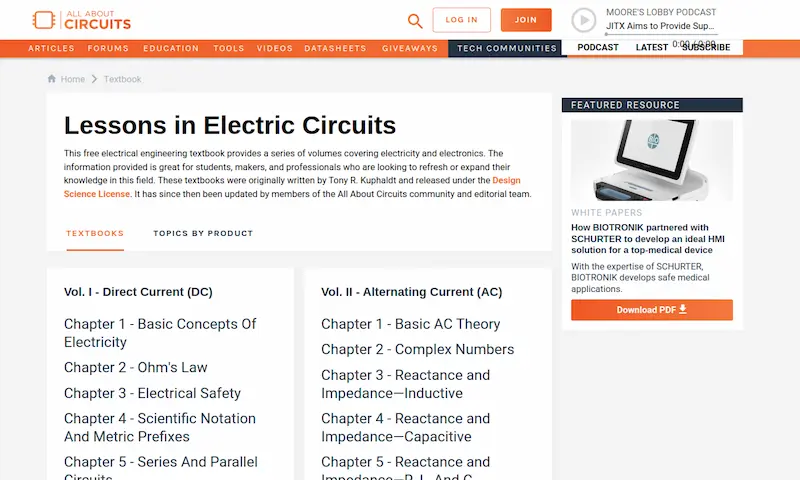 ALL ABOUT
CIRCUITS
LOG IN
JOIN
MOORE'S LOBBY PODCAST
JITX Aims to Provide Sup...
0:00 / 0:00
ARTICLES FORUMS EDUCATION TOOLS VIDEOS DATASHEETS GIVEAWAYS TECH COMMUNITIES PODCAST LATEST SUBSCRIBE
Home Textbook
Lessons in Electric Circuits
This free electrical engineering textbook provides a series of volumes covering electricity and electronics. The
information provided is great for students, makers, and professionals who are looking to refresh or expand their
knowledge in this field. These textbooks were originally written by Tony R. Kuphaldt and released under the Design
Science License. It has since then been updated by members of the All About Circuits community and editorial team.
TEXTBOOKS TOPICS BY PRODUCT
Vol. I - Direct Current (DC)
Chapter 1 - Basic Concepts Of
Electricity
Chapter 2 - Ohm's Law
Chapter 3 - Electrical Safety
Chapter 4 - Scientific Notation
And Metric Prefixes
Chapter 5 - Series And Parallel
Circuits
Vol. II - Alternating Current (AC)
Chapter 1 - Basic AC Theory
Chapter 2 - Complex Numbers
Chapter 3 - Reactance and
Impedance—Inductive
Chapter 4 - Reactance and
Impedance—Capacitive
Chapter 5 - Reactance and
Impedance—R, L, And C
FEATURED RESOURCE
WHITE PAPERS
How BIOTRONIK partnered with
SCHURTER to develop an ideal HMI
solution for a top-medical device
With the expertise of SCHURTER,
BIOTRONIK develops safe medical
applications.
Download PDF